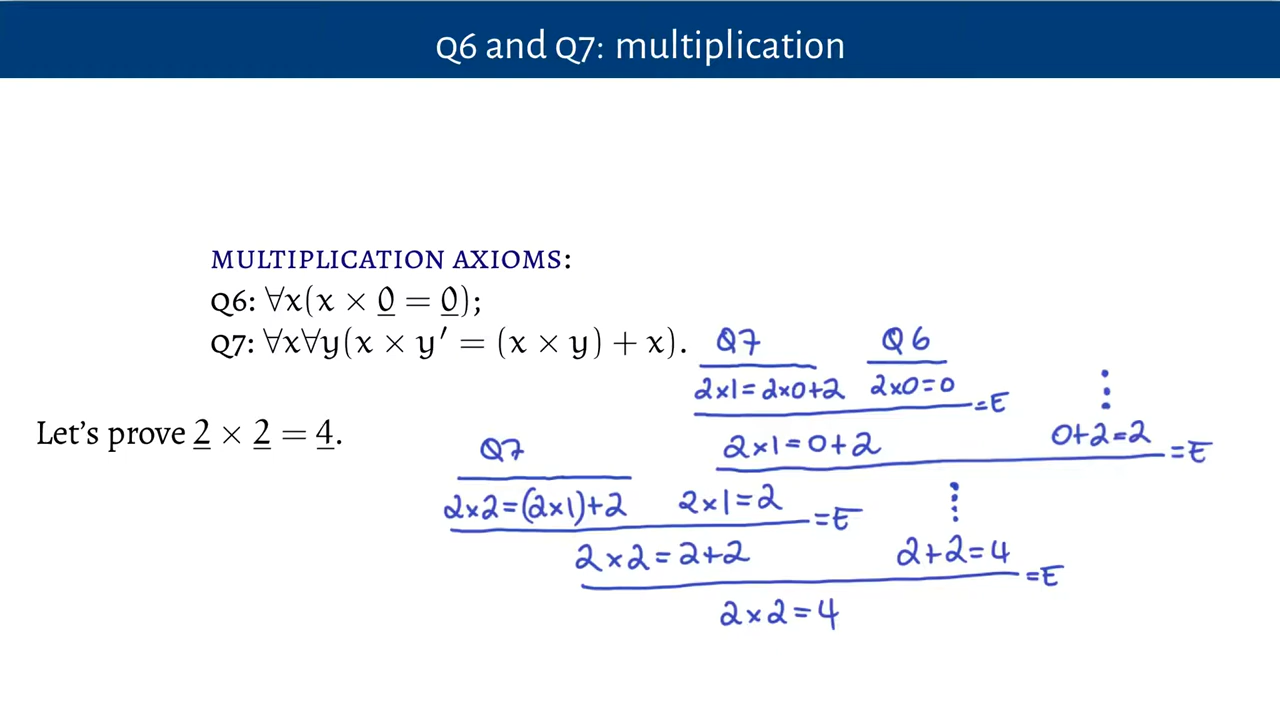 Q6 and Q7: multiplication
MULTIPLICATION AXIOMS:
Q6: ∀x(x × 0 = 0);
Q7: ∀x∀y(x × y′ = (x × y) + x).
Let's prove 2 × 2 = 4.
Q7 Q6
2×1=2×0+2 2×0=0 ⋮
=E
2×1=0+2 0+2=2
=E
Q7
2×2=(2×1)+2 2×1=2 ⋮
=E
2×2=2+2 2+2=4
=E
2×2=4